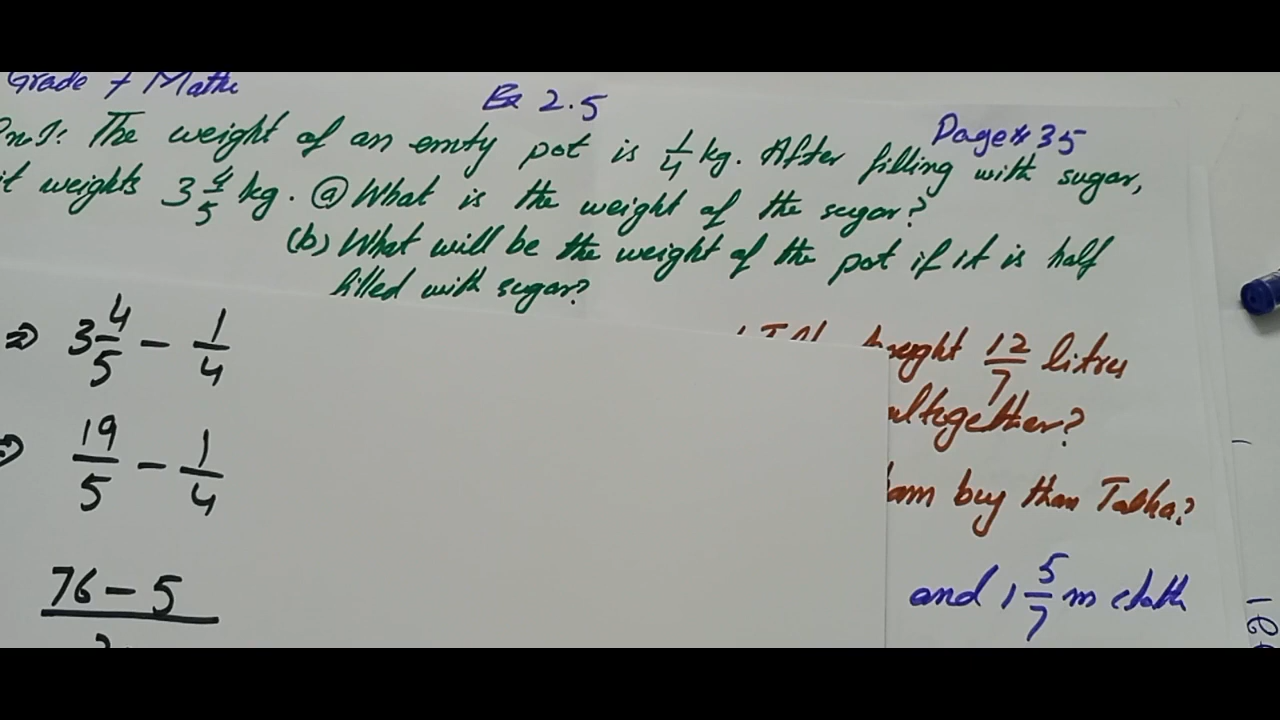 Grade 7 Maths
Ex 2.5
Page# 35
Qn 1: The weight of an emty pot is 1/4 kg. After filling with sugar,
it weights 3 4/5 kg. (a) What is the weight of the sugar?
(b) What will be the weight of the pot if it is half
filled with sugar?
⇒ 3 4/5 - 1/4
⇒ 19/5 - 1/4
76 - 5
12/7 litres
altogether?
buy than Talha?
and 1 5/7 m cloth